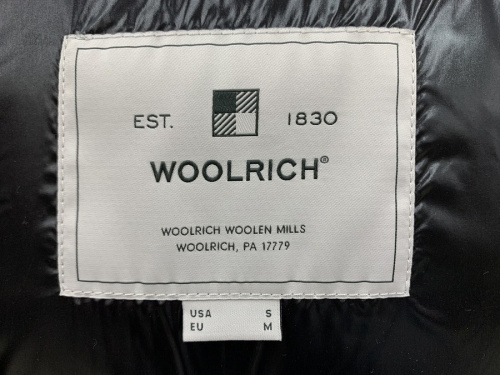 EST. 1830
WOOLRICH®
WOOLRICH WOOLEN MILLS
WOOLRICH, PA 17779
USA S
EU M